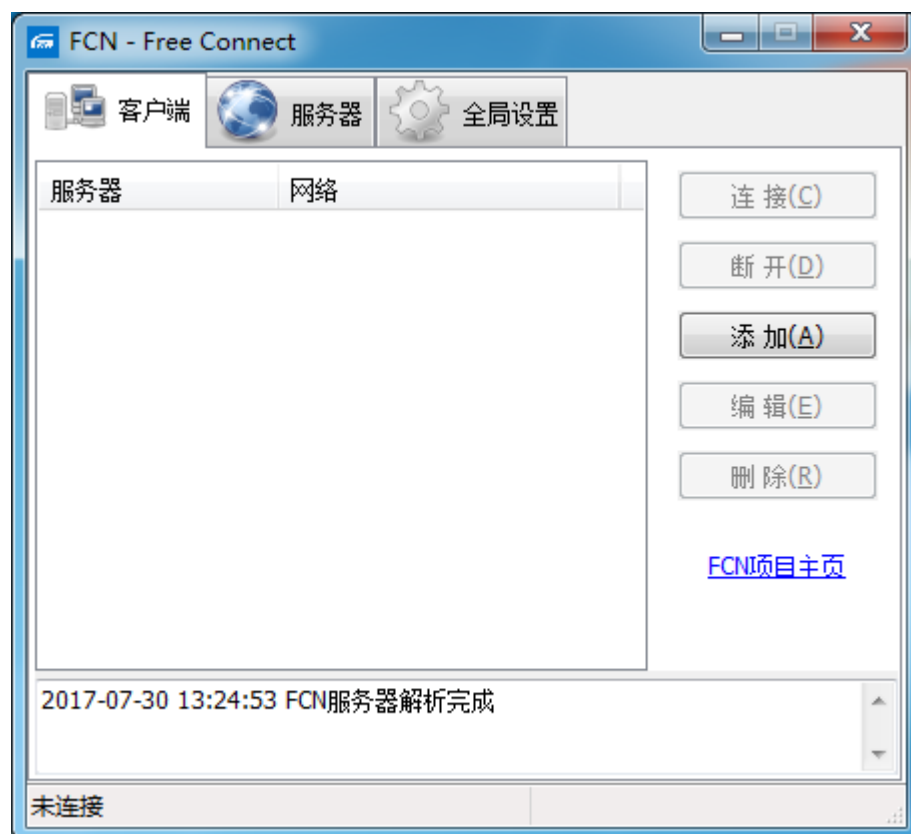 FCN - Free Connect
客户端 服务器 全局设置
服务器 网络
连 接(C)
断 开(D)
添 加(A)
编 辑(E)
删 除(R)
FCN项目主页
2017-07-30 13:24:53 FCN服务器解析完成
未连接